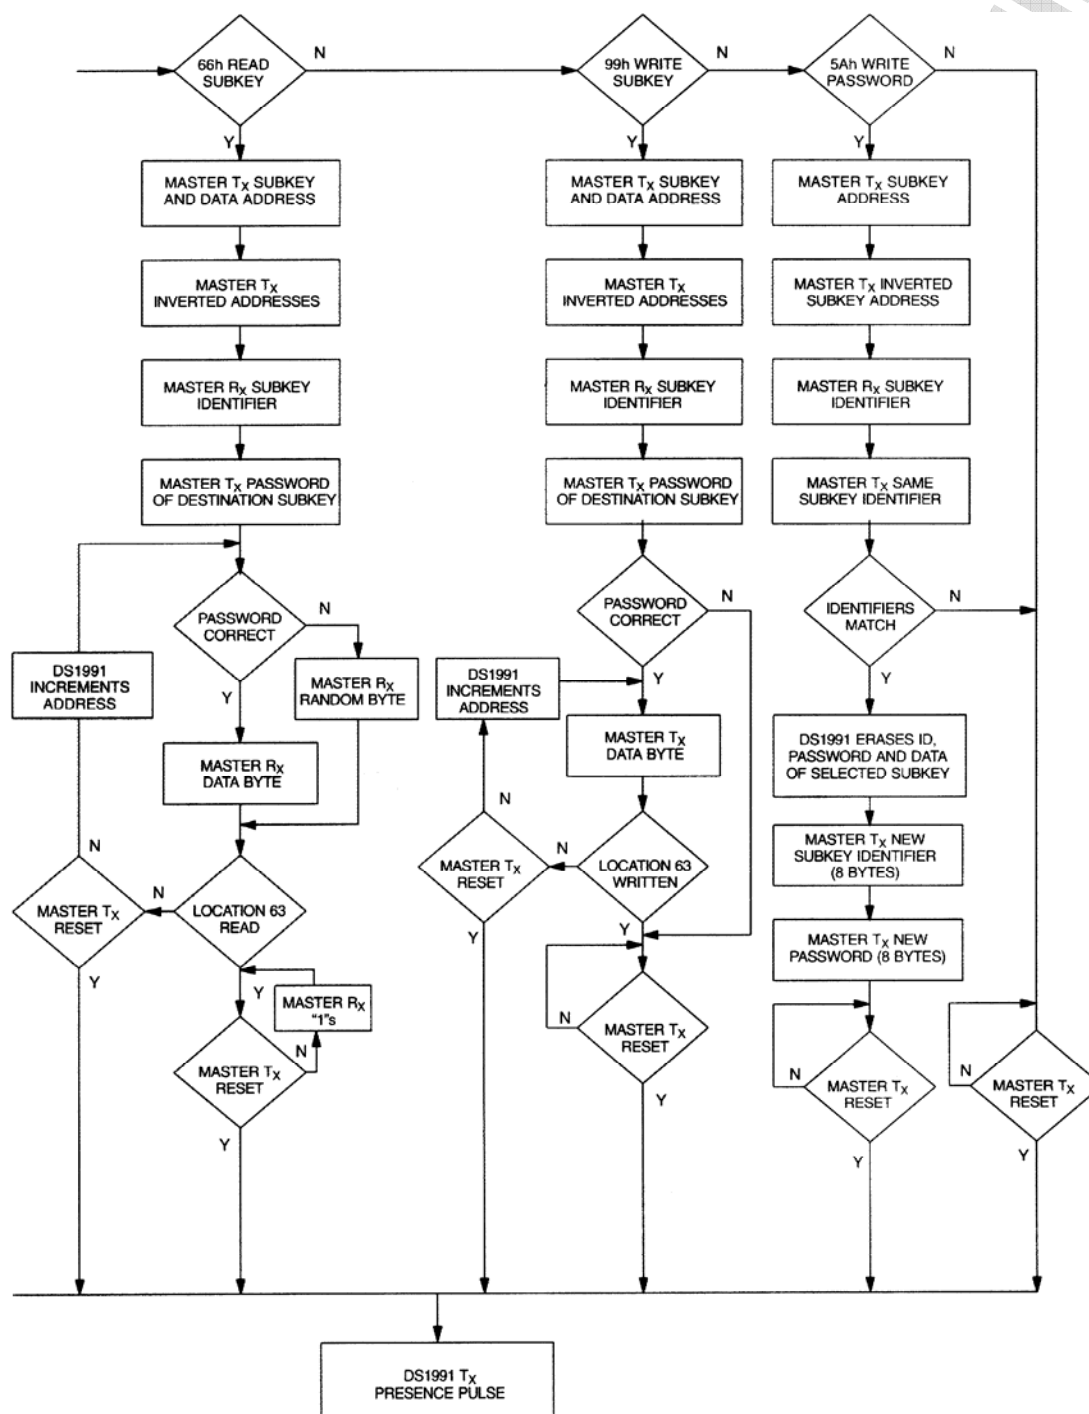 66h READ
SUBKEY
N
Y
MASTER TX SUBKEY
AND DATA ADDRESS
MASTER TX
INVERTED ADDRESSES
MASTER RX SUBKEY
IDENTIFIER
MASTER TX PASSWORD
OF DESTINATION SUBKEY
PASSWORD
CORRECT
N
Y
MASTER RX
RANDOM BYTE
DS1991
INCREMENTS
ADDRESS
MASTER RX
DATA BYTE
N
MASTER TX
RESET
Y
N
LOCATION 63
READ
Y
MASTER RX
"1"s
N
MASTER TX
RESET
Y
99h WRITE
SUBKEY
N
Y
MASTER TX SUBKEY
AND DATA ADDRESS
MASTER TX
INVERTED ADDRESSES
MASTER RX SUBKEY
IDENTIFIER
MASTER TX PASSWORD
OF DESTINATION SUBKEY
PASSWORD
CORRECT
N
Y
DS1991
INCREMENTS
ADDRESS
MASTER TX
DATA BYTE
N
MASTER TX
RESET
Y
N
LOCATION 63
WRITTEN
Y
N
MASTER TX
RESET
Y
5Ah WRITE
PASSWORD
N
Y
MASTER TX SUBKEY
ADDRESS
MASTER TX INVERTED
SUBKEY ADDRESS
MASTER RX SUBKEY
IDENTIFIER
MASTER TX SAME
SUBKEY IDENTIFIER
IDENTIFIERS
MATCH
N
Y
DS1991 ERASES ID,
PASSWORD AND DATA
OF SELECTED SUBKEY
MASTER TX NEW
SUBKEY IDENTIFIER
(8 BYTES)
MASTER TX NEW
PASSWORD (8 BYTES)
N
MASTER TX
RESET
Y
N
MASTER TX
RESET
Y
DS1991 TX
PRESENCE PULSE